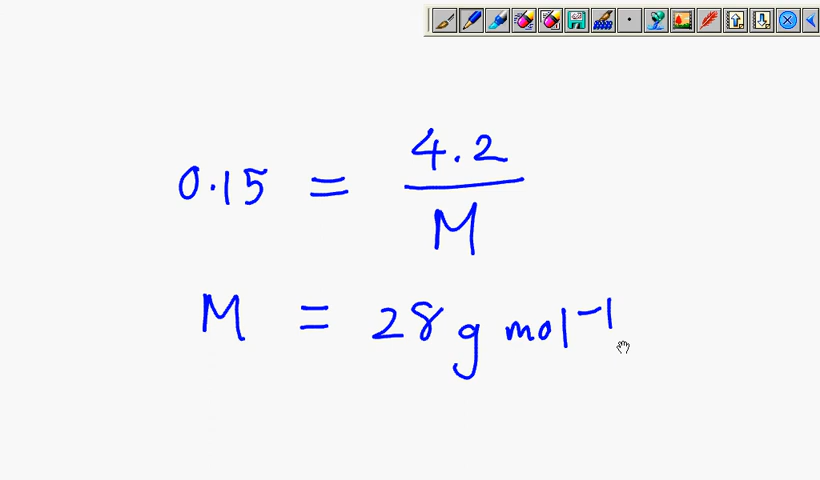 0.15 = 4.2 / M
M = 28 g mol⁻¹